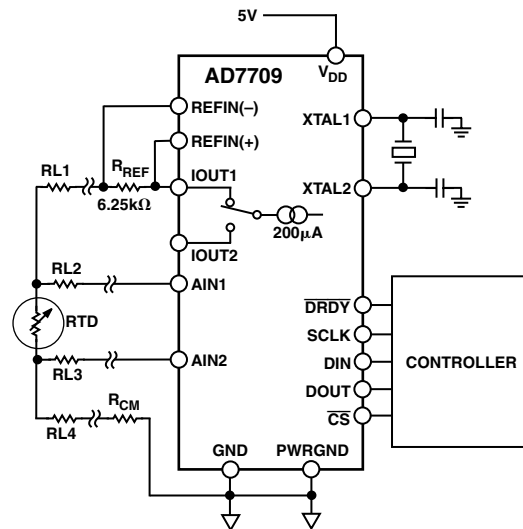 5V
AD7709
VDD
REFIN(–)
REFIN(+)
XTAL1
RL1
RREF
6.25kΩ
IOUT1
XTAL2
200µA
IOUT2
RL2
AIN1
RTD
DRDY
SCLK
DIN
DOUT
CS
CONTROLLER
RL3
AIN2
RL4
RCM
GND
PWRGND